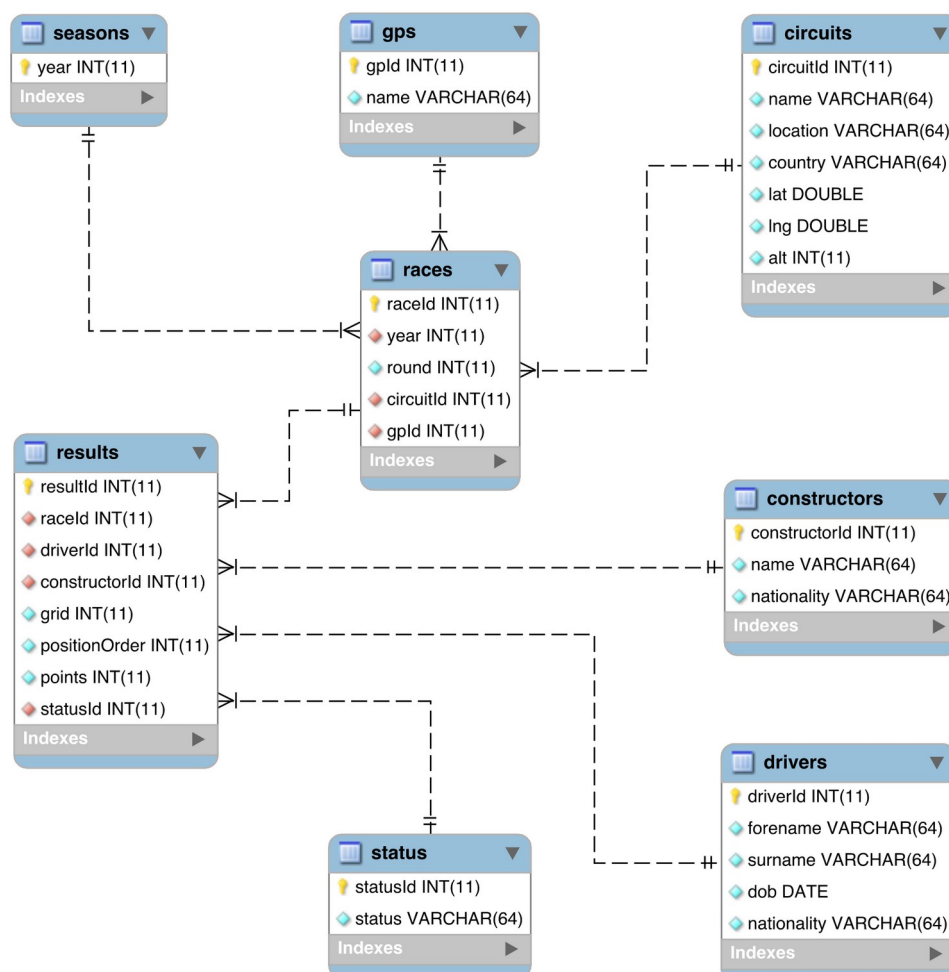 seasons
year INT(11)
Indexes
gps
gpId INT(11)
name VARCHAR(64)
Indexes
circuits
circuitId INT(11)
name VARCHAR(64)
location VARCHAR(64)
country VARCHAR(64)
lat DOUBLE
lng DOUBLE
alt INT(11)
Indexes
races
raceId INT(11)
year INT(11)
round INT(11)
circuitId INT(11)
gpId INT(11)
Indexes
results
resultId INT(11)
raceId INT(11)
driverId INT(11)
constructorId INT(11)
grid INT(11)
positionOrder INT(11)
points INT(11)
statusId INT(11)
Indexes
constructors
constructorId INT(11)
name VARCHAR(64)
nationality VARCHAR(64)
Indexes
status
statusId INT(11)
status VARCHAR(64)
Indexes
drivers
driverId INT(11)
forename VARCHAR(64)
surname VARCHAR(64)
dob DATE
nationality VARCHAR(64)
Indexes